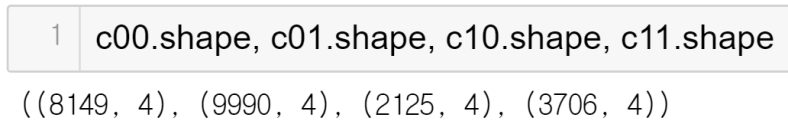 1 c00.shape, c01.shape, c10.shape, c11.shape
((8149, 4), (9990, 4), (2125, 4), (3706, 4))